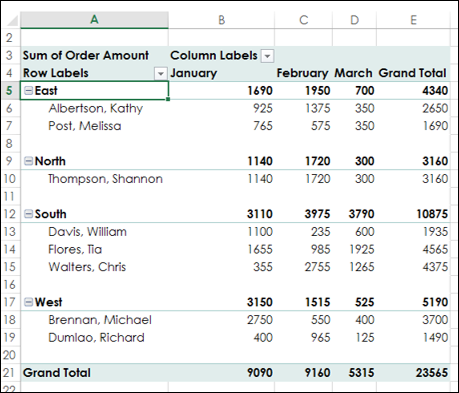 A B C D E
2
3 Sum of Order Amount Column Labels
4 Row Labels January February March Grand Total
5 East 1690 1950 700 4340
6 Albertson, Kathy 925 1375 350 2650
7 Post, Melissa 765 575 350 1690
8
9 North 1140 1720 300 3160
10 Thompson, Shannon 1140 1720 300 3160
11
12 South 3110 3975 3790 10875
13 Davis, William 1100 235 600 1935
14 Flores, Tia 1655 985 1925 4565
15 Walters, Chris 355 2755 1265 4375
16
17 West 3150 1515 525 5190
18 Brennan, Michael 2750 550 400 3700
19 Dumlao, Richard 400 965 125 1490
20
21 Grand Total 9090 9160 5315 23565
22